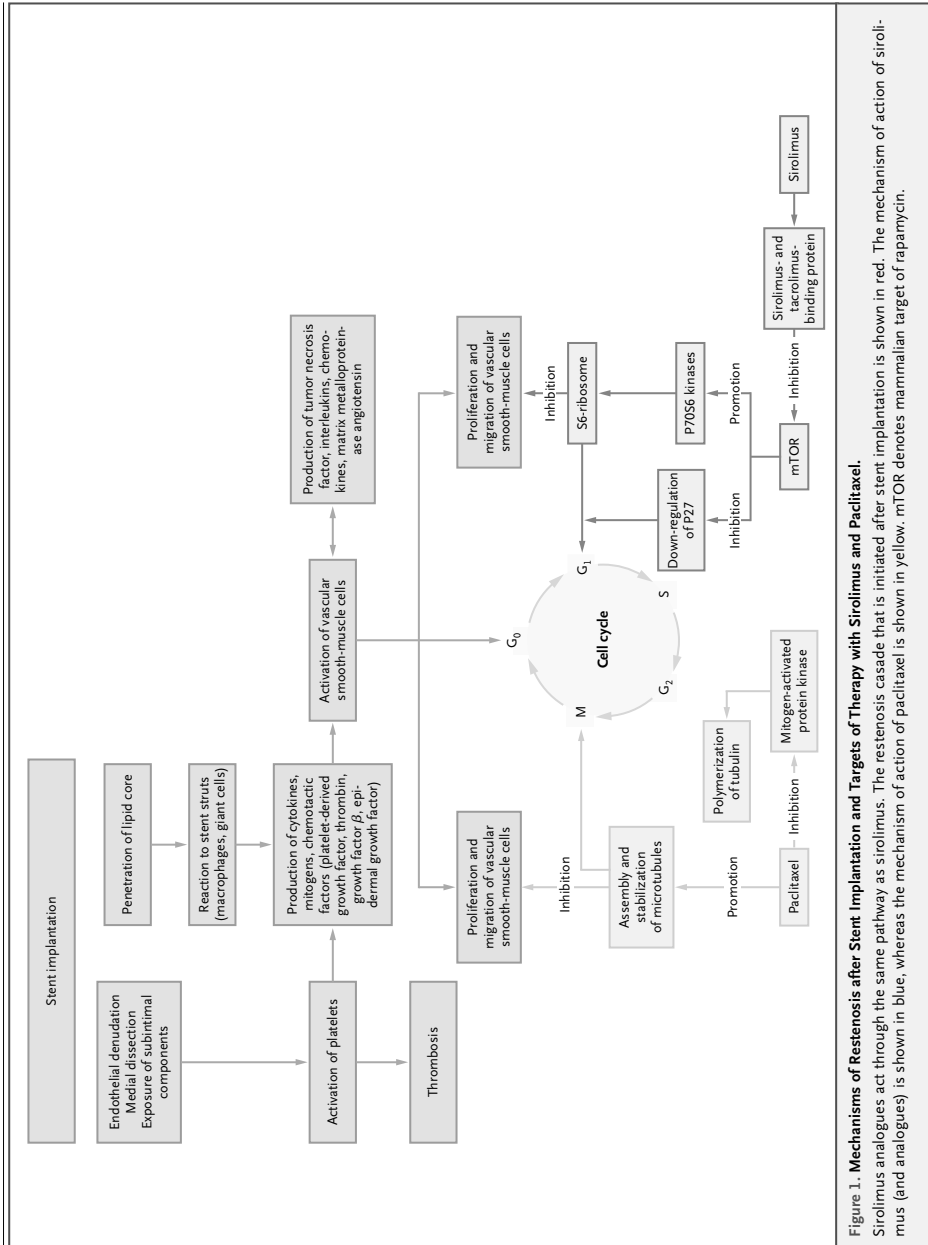 Stent implantation
Endothelial denudation
Medial dissection
Exposure of subintimal
components
Penetration of lipid core
Reaction to stent struts
(macrophages, giant cells)
Activation of platelets
Production of cytokines,
mitogens, chemotactic
factors (platelet-derived
growth factor, thrombin,
growth factor β, epi-
dermal growth factor)
Activation of vascular
smooth-muscle cells
Production of tumor necrosis
factor, interleukins, chemo-
kines, matrix metalloprotein-
ase angiotensin
Thrombosis
Proliferation and
migration of vascular
smooth-muscle cells
Proliferation and
migration of vascular
smooth-muscle cells
Inhibition
Assembly and
stabilization
of microtubules
Promotion
Paclitaxel
Inhibition
Mitogen-activated
protein kinase
Polymerization
of tubulin
G0
G1
S
G2
M
Cell cycle
Inhibition
S6-ribosome
P70S6 kinases
Promotion
Down-regulation
of P27
Inhibition
mTOR
Inhibition
Sirolimus- and
tacrolimus-
binding protein
Sirolimus
Figure 1. Mechanisms of Restenosis after Stent Implantation and Targets of Therapy with Sirolimus and Paclitaxel.
Sirolimus analogues act through the same pathway as sirolimus. The restenosis casade that is initiated after stent implantation is shown in red. The mechanism of action of siroli-
mus (and analogues) is shown in blue, whereas the mechanism of action of paclitaxel is shown in yellow. mTOR denotes mammalian target of rapamycin.